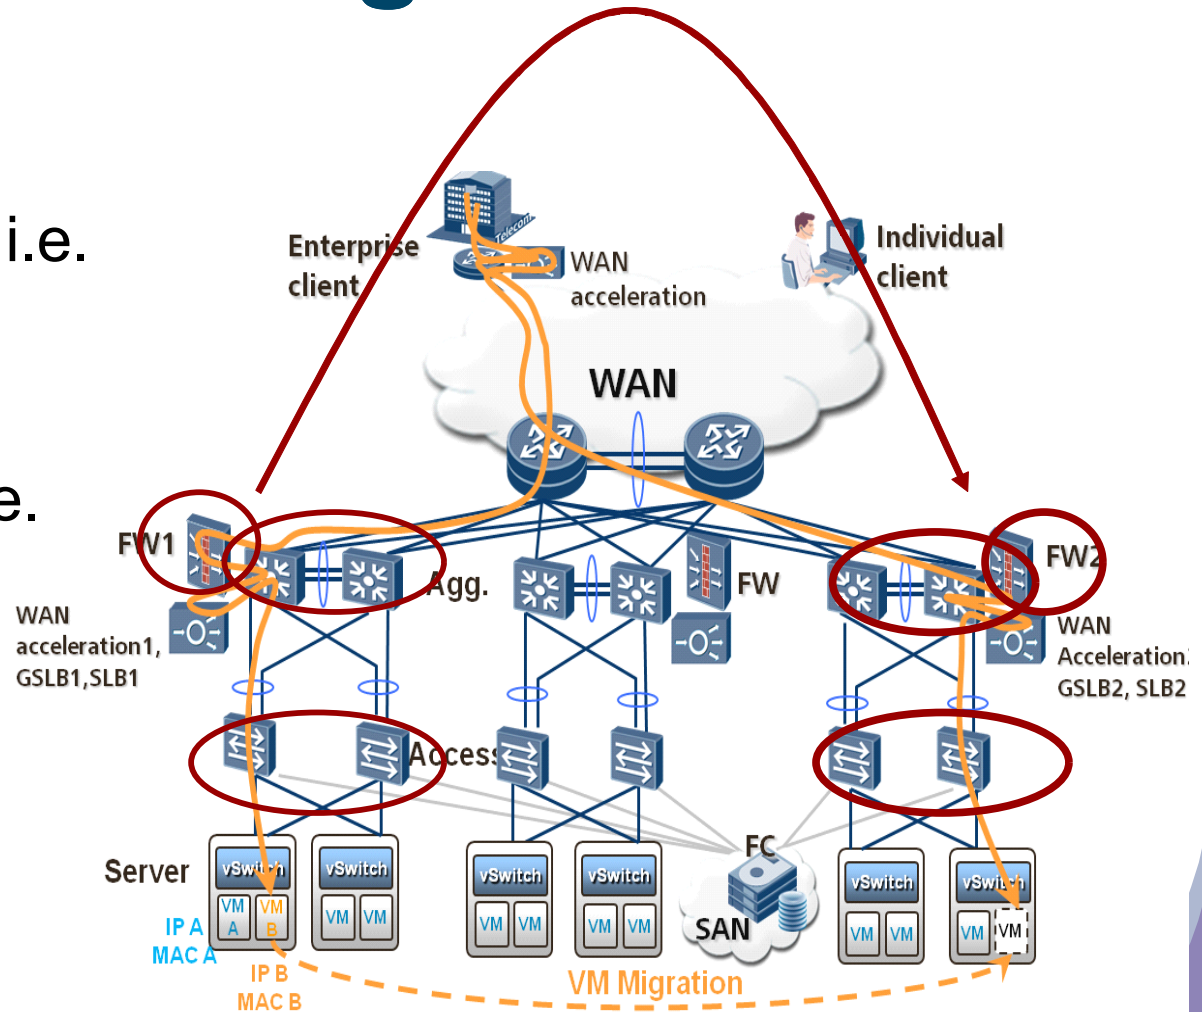 i.e.
Telecom
Enterprise
client
WAN
acceleration
Individual
client
WAN
e.
FW1
Agg.
FW
FW2
WAN
acceleration1,
GSLB1,SLB1
WAN
Acceleration
GSLB2, SLB2
Access
FC
Server
vSwitch
vSwitch
vSwitch
vSwitch
vSwitch
vSwitch
VM
A
VM
B
VM
VM
VM
VM
VM
VM
VM
VM
VM
VM
SAN
IP A
MAC A
IP B
MAC B
VM Migration